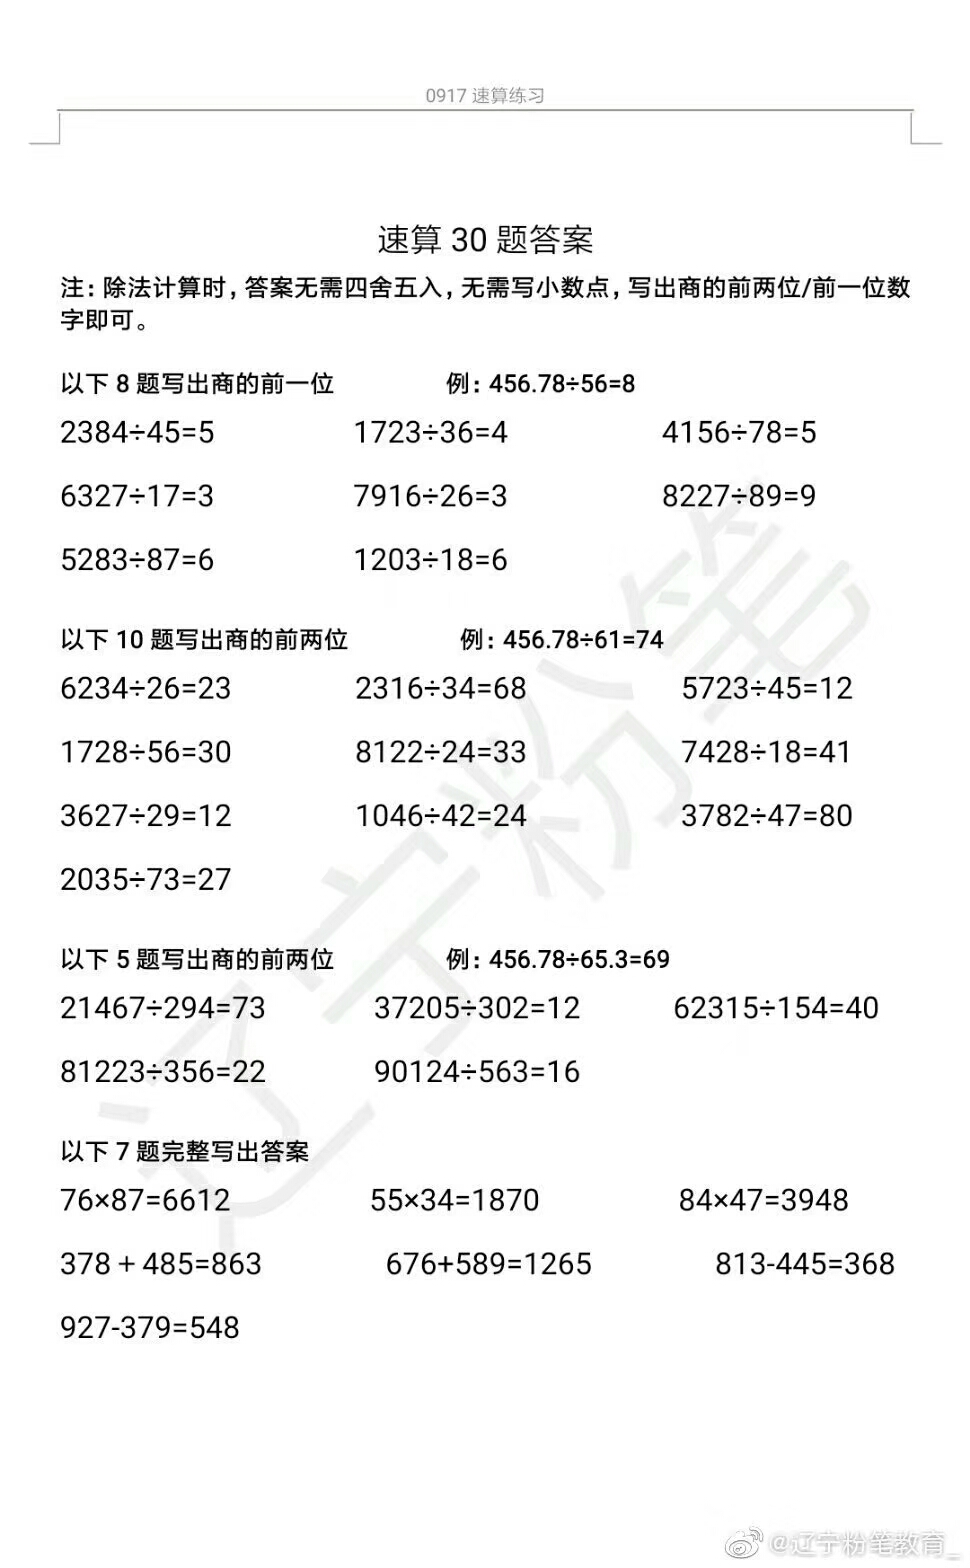 0917 速算练习
速算 30 题答案
注：除法计算时，答案无需四舍五入，无需写小数点，写出商的前两位/前一位数
字即可。
以下 8 题写出商的前一位 例：456.78÷56=8
2384÷45=5 1723÷36=4 4156÷78=5
6327÷17=3 7916÷26=3 8227÷89=9
5283÷87=6 1203÷18=6
以下 10 题写出商的前两位 例：456.78÷61=74
6234÷26=23 2316÷34=68 5723÷45=12
1728÷56=30 8122÷24=33 7428÷18=41
3627÷29=12 1046÷42=24 3782÷47=80
2035÷73=27
以下 5 题写出商的前两位 例：456.78÷65.3=69
21467÷294=73 37205÷302=12 62315÷154=40
81223÷356=22 90124÷563=16
以下 7 题完整写出答案
76×87=6612 55×34=1870 84×47=3948
378＋485=863 676+589=1265 813-445=368
927-379=548
辽宁粉笔
@辽宁粉笔教育_